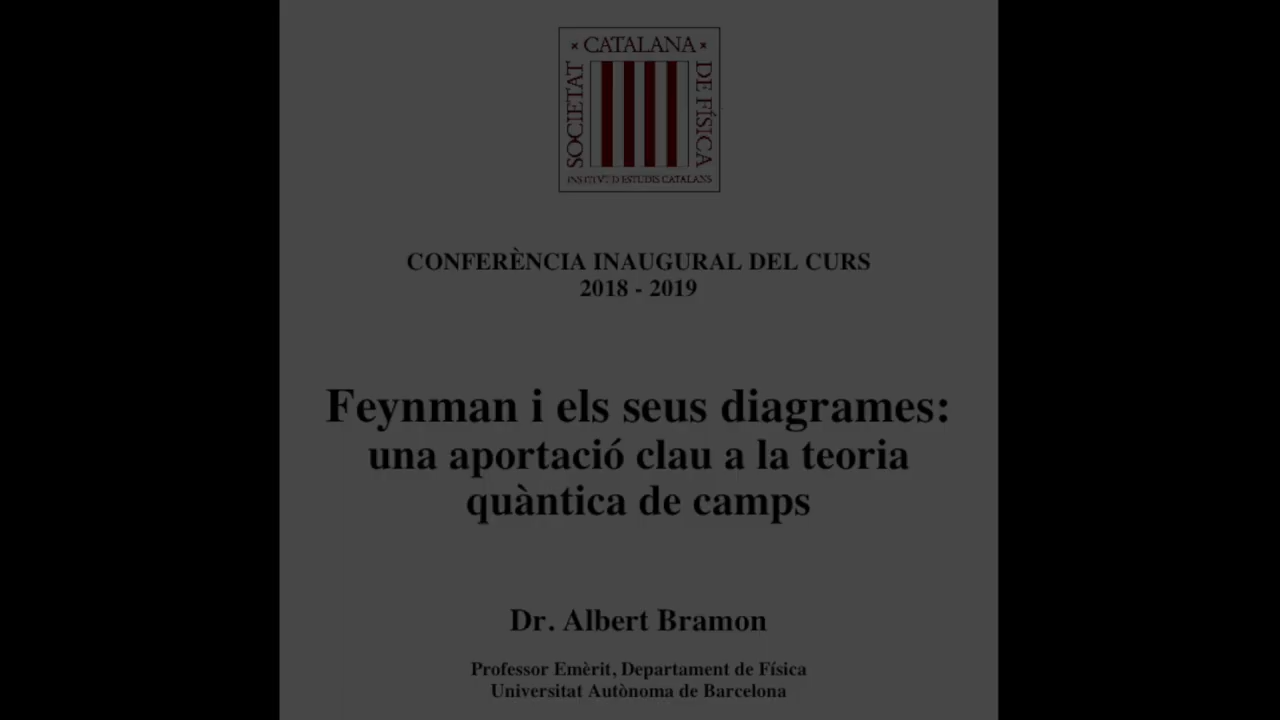 CATALANA
SOCIETAT
DE FÍSICA
INSTITVT D'ESTUDIS CATALANS
CONFERÈNCIA INAUGURAL DEL CURS
2018 - 2019
Feynman i els seus diagrames:
una aportació clau a la teoria
quàntica de camps
Dr. Albert Bramon
Professor Emèrit, Departament de Física
Universitat Autònoma de Barcelona